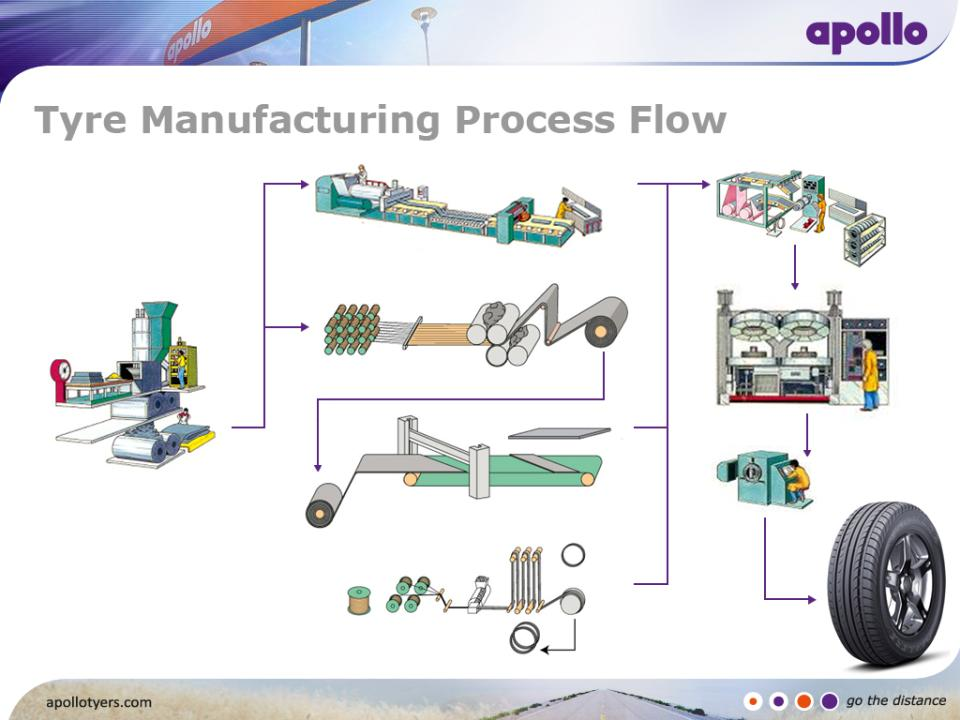 apollo
apollo
Tyre Manufacturing Process Flow
apollotyers.com
go the distance